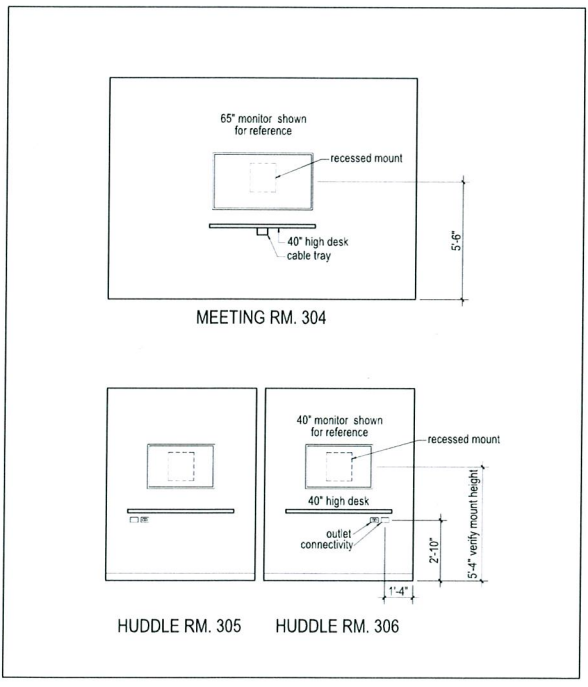 65" monitor shown
for reference
recessed mount
40" high desk
cable tray
5'-6"
MEETING RM. 304
40" monitor shown
for reference
recessed mount
40" high desk
outlet
connectivity
2'-10"
5'-4" verify mount height
1'-4"
HUDDLE RM. 305
HUDDLE RM. 306